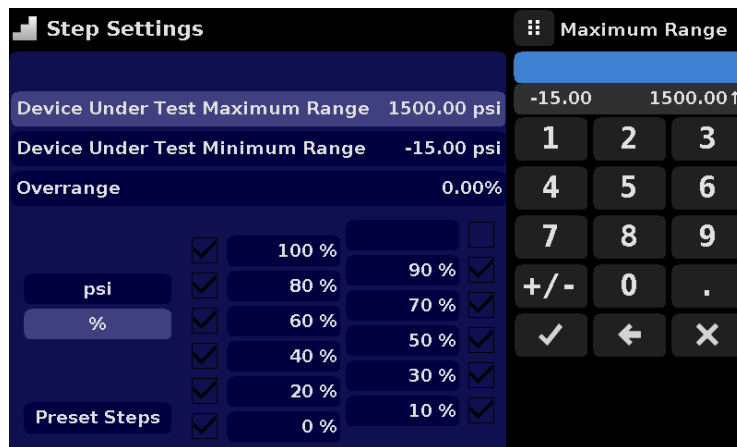 Step Settings
Maximum Range
-15.00 1500.00↑
Device Under Test Maximum Range 1500.00 psi
Device Under Test Minimum Range -15.00 psi
Overrange 0.00%
100 %
90 %
80 %
70 %
60 %
50 %
40 %
30 %
20 %
10 %
0 %
psi
%
Preset Steps
1 2 3
4 5 6
7 8 9
+/- 0 .